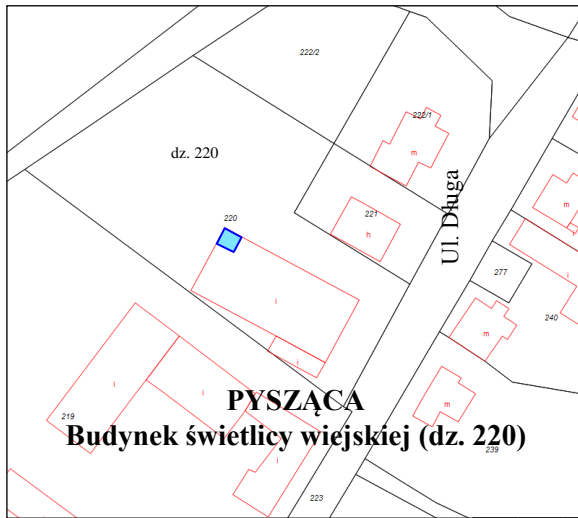 222/2
222/1
m
dz. 220
m
220
221
h
Ul. Długa
i
277
i
240
m
i
i
m
i
219
PYSZĄCA
Budynek świetlicy wiejskiej (dz. 220)
i
239
223
i